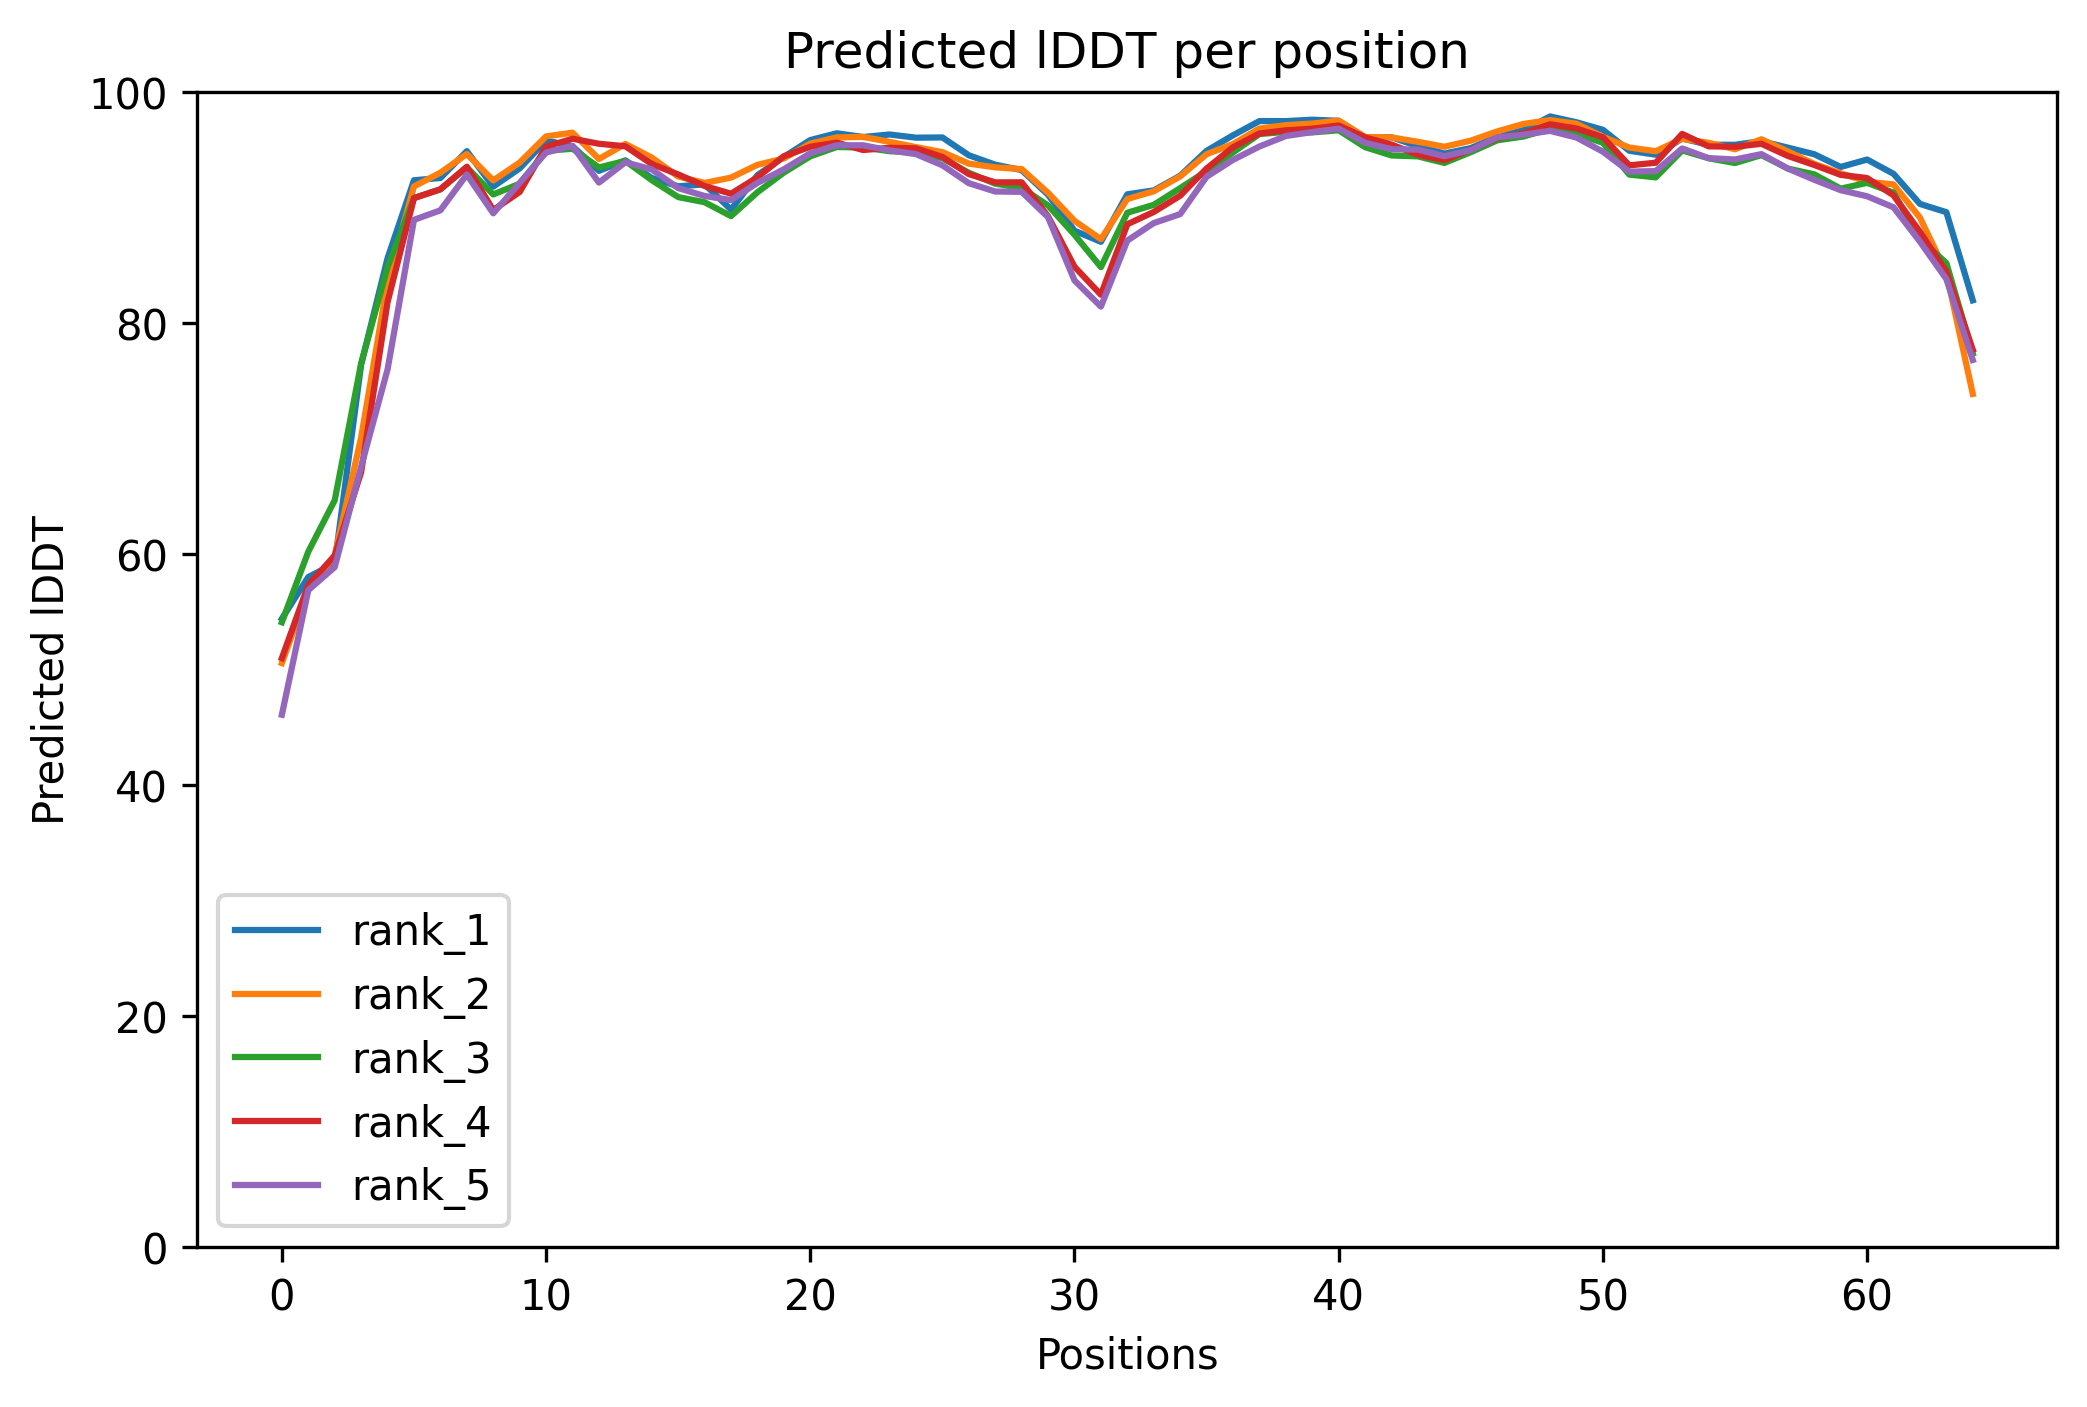 Predicted lDDT per position
100
80
60
40
20
0
Predicted lDDT
rank_1
rank_2
rank_3
rank_4
rank_5
0 10 20 30 40 50 60
Positions